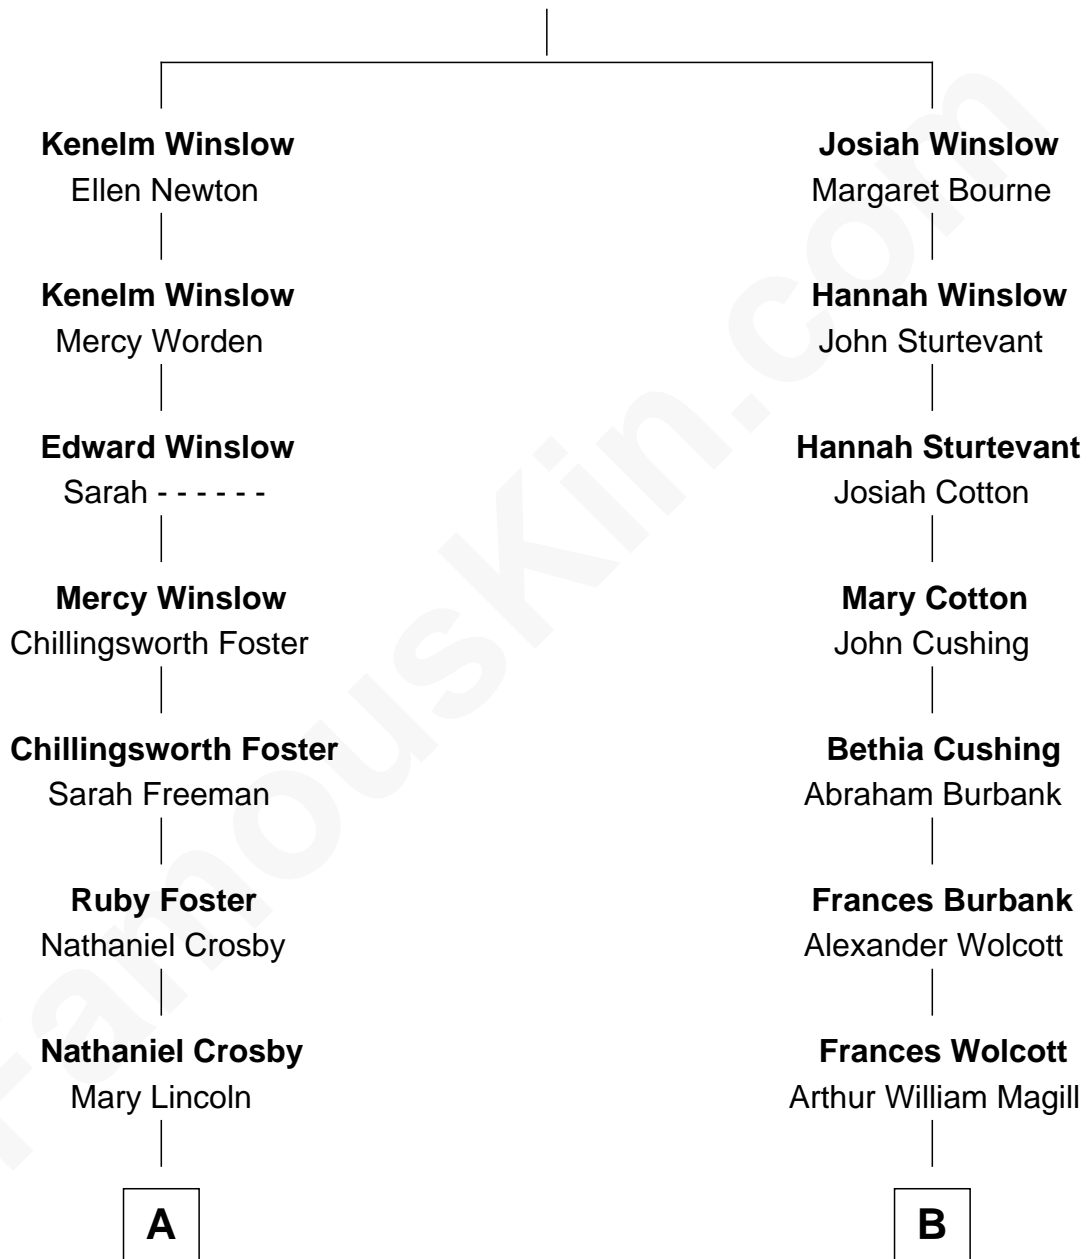 Kenelm Winslow
Ellen Newton
Kenelm Winslow
Mercy Worden
Edward Winslow
Sarah - - - - - -
Mercy Winslow
Chillingsworth Foster
Chillingsworth Foster
Sarah Freeman
Ruby Foster
Nathaniel Crosby
Nathaniel Crosby
Mary Lincoln
A
Josiah Winslow
Margaret Bourne
Hannah Winslow
John Sturtevant
Hannah Sturtevant
Josiah Cotton
Mary Cotton
John Cushing
Bethia Cushing
Abraham Burbank
Frances Burbank
Alexander Wolcott
Frances Wolcott
Arthur William Magill
B
FamousKin.com